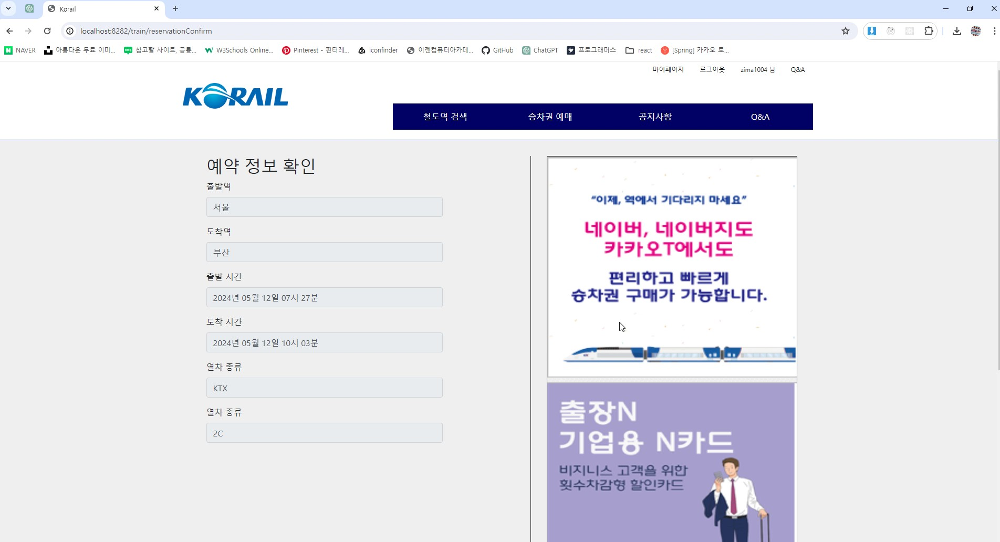 Korail
localhost:8282/train/reservationConfirm
NAVER
아름다운 무료 이미...
참고할 사이트, 공룡...
W3Schools Online...
Pinterest - 핀터레...
iconfinder
이젠컴퓨터아카데...
GitHub
ChatGPT
프로그래머스
react
[Spring] 카카오 로...
마이페이지
로그아웃
zima1004 님
Q&A
KORAIL
철도역 검색
승차권 예매
공지사항
Q&A
예약 정보 확인
출발역
서울
도착역
부산
출발 시간
2024년 05월 12일 07시 27분
도착 시간
2024년 05월 12일 10시 03분
열차 종류
KTX
열차 종류
2C
“이제, 역에서 기다리지 마세요”
네이버, 네이버지도
카카오T에서도
편리하고 빠르게
승차권 구매가 가능합니다.
출장N
기업용 N카드
비지니스 고객을 위한
횟수차감형 할인카드